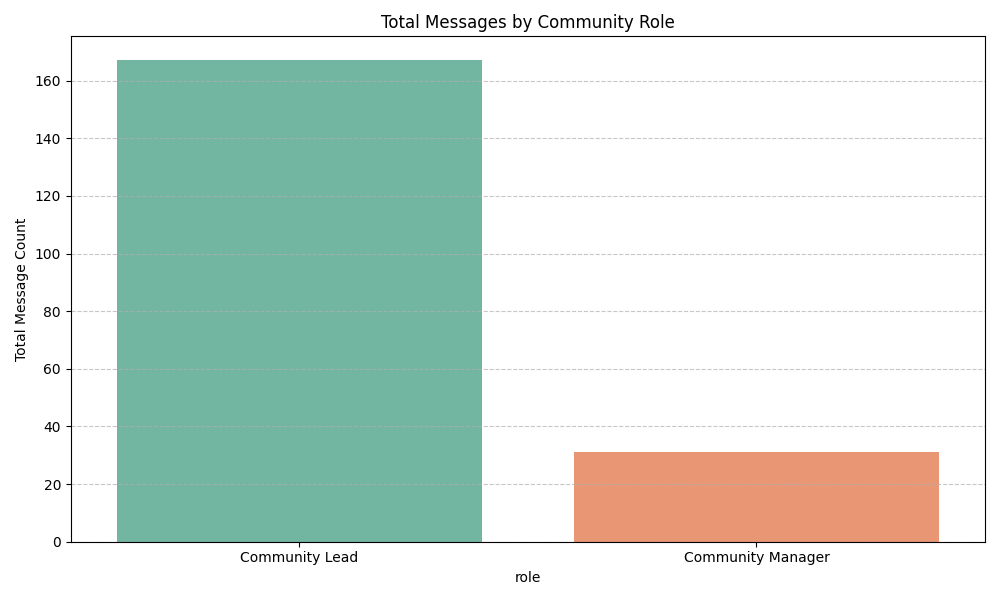 Total Messages by Community Role
Total Message Count
160
140
120
100
80
60
40
20
0
Community Lead
Community Manager
role